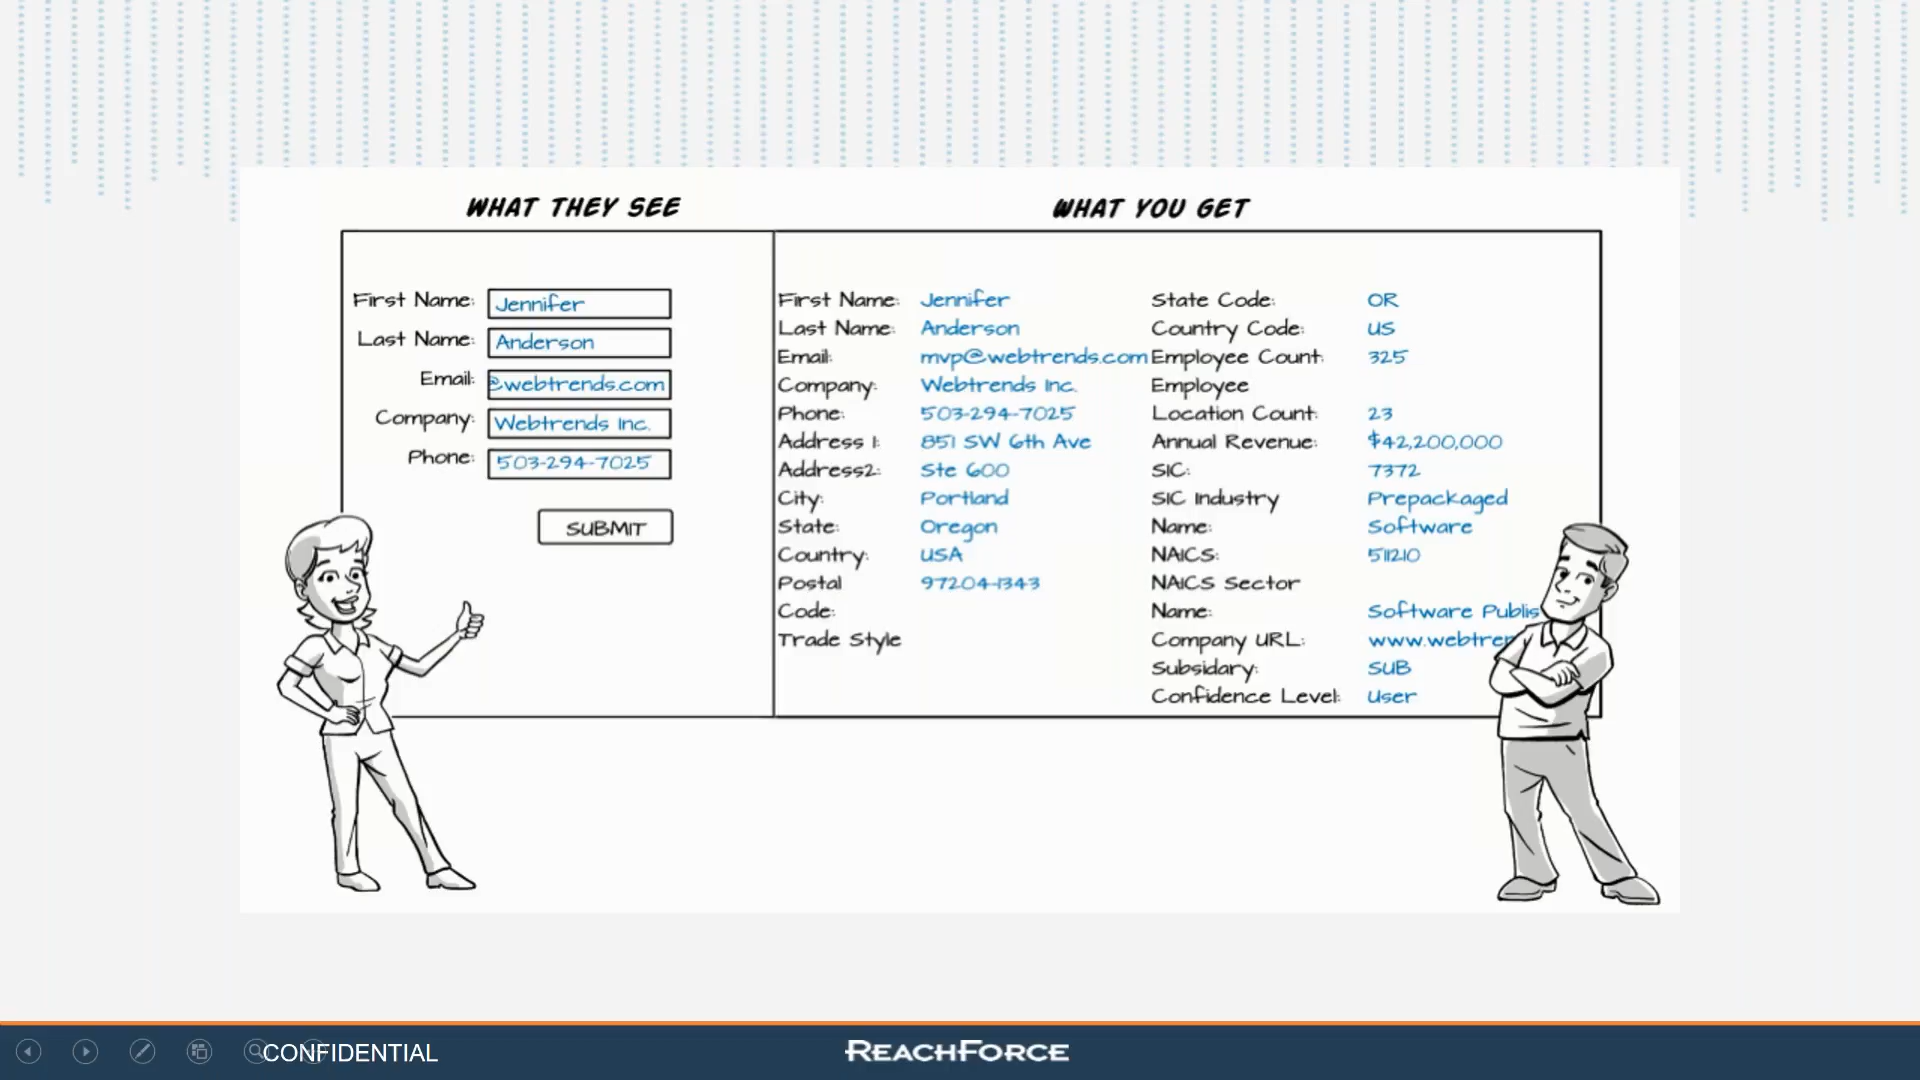 WHAT THEY SEE
First Name: Jennifer
Last Name: Anderson
Email: @webtrends.com
Company: Webtrends Inc.
Phone: 503-294-7025
SUBMIT
WHAT YOU GET
First Name: Jennifer
Last Name: Anderson
Email: mvp@webtrends.com
Company: Webtrends Inc.
Phone: 503-294-7025
Address 1: 851 SW 6th Ave
Address2: Ste 600
City: Portland
State: Oregon
Country: USA
Postal 97204-1343
Code:
Trade Style
State Code: OR
Country Code: US
Employee Count: 325
Employee
Location Count: 23
Annual Revenue: $42,200,000
SIC: 7372
SIC Industry Prepackaged
Name: Software
NAICS: 511210
NAICS Sector
Name: Software Publis
Company URL: www.webtren
Subsidary: SUB
Confidence Level: User
CONFIDENTIAL
REACHFORCE